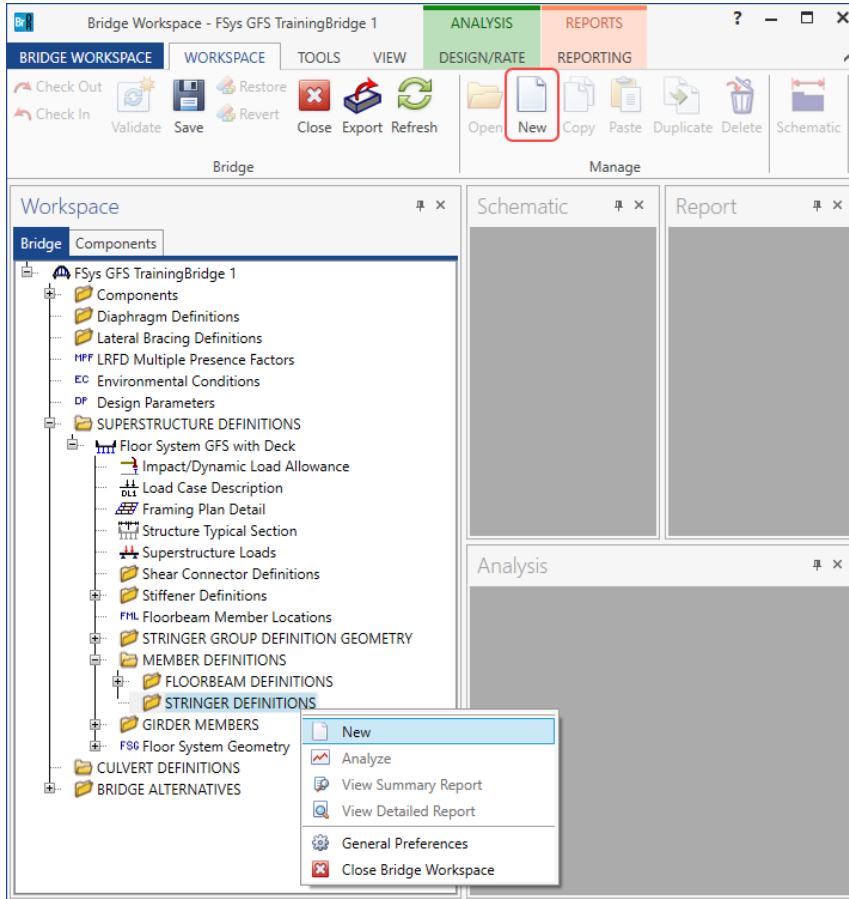 Br Bridge Workspace - FSys GFS TrainingBridge 1 ANALYSIS REPORTS ?
BRIDGE WORKSPACE WORKSPACE TOOLS VIEW DESIGN/RATE REPORTING
Check Out
Check In
Validate Save
Restore
Revert
Close Export Refresh
Open New Copy Paste Duplicate Delete Schematic
Bridge Manage
Workspace
Bridge Components
FSys GFS TrainingBridge 1
Components
Diaphragm Definitions
Lateral Bracing Definitions
MPF LRFD Multiple Presence Factors
EC Environmental Conditions
DP Design Parameters
SUPERSTRUCTURE DEFINITIONS
Floor System GFS with Deck
Impact/Dynamic Load Allowance
DL1 Load Case Description
Framing Plan Detail
Structure Typical Section
Superstructure Loads
Shear Connector Definitions
Stiffener Definitions
FML Floorbeam Member Locations
STRINGER GROUP DEFINITION GEOMETRY
MEMBER DEFINITIONS
FLOORBEAM DEFINITIONS
STRINGER DEFINITIONS
GIRDER MEMBERS
FSG Floor System Geometry
CULVERT DEFINITIONS
BRIDGE ALTERNATIVES
New
Analyze
View Summary Report
View Detailed Report
General Preferences
Close Bridge Workspace
Schematic
Report
Analysis